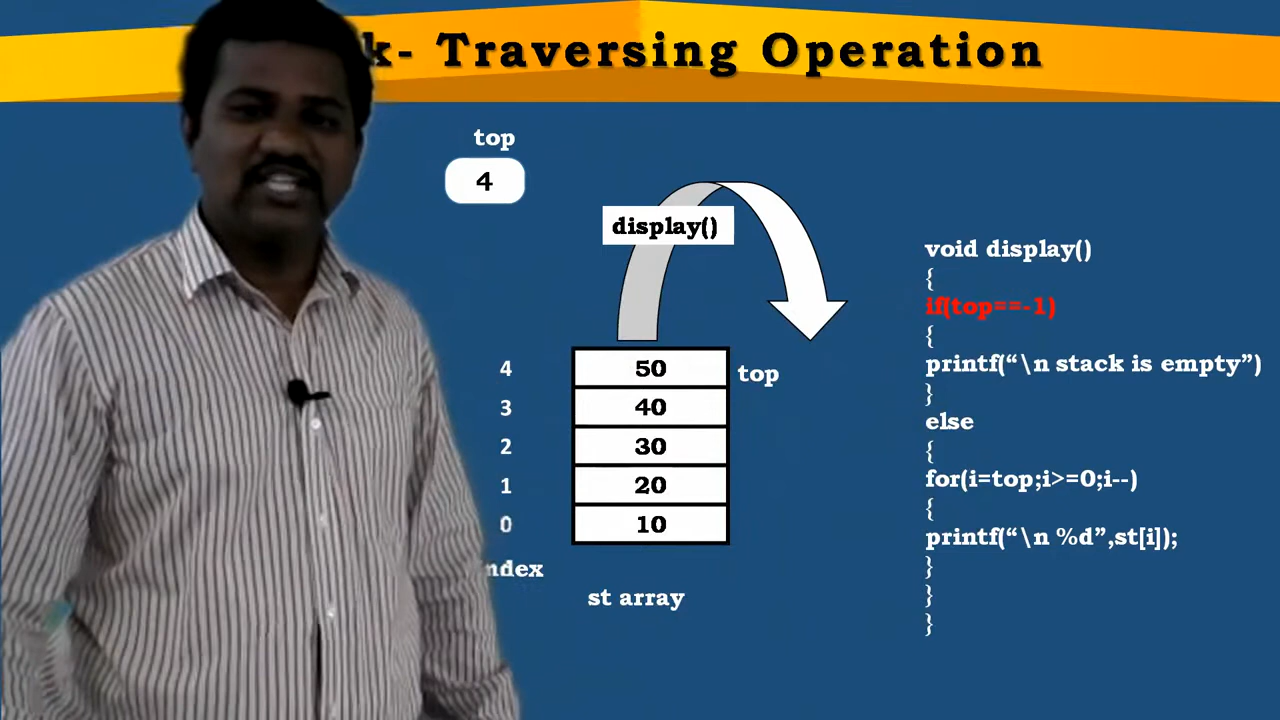 k- Traversing Operation
top
4
display()
4 50 top
3 40
2 30
1 20
0 10
ndex
st array
void display()
{
if(top==-1)
{
printf(“\n stack is empty”)
}
else
{
for(i=top;i>=0;i--)
{
printf(“\n %d”,st[i]);
}
}
}